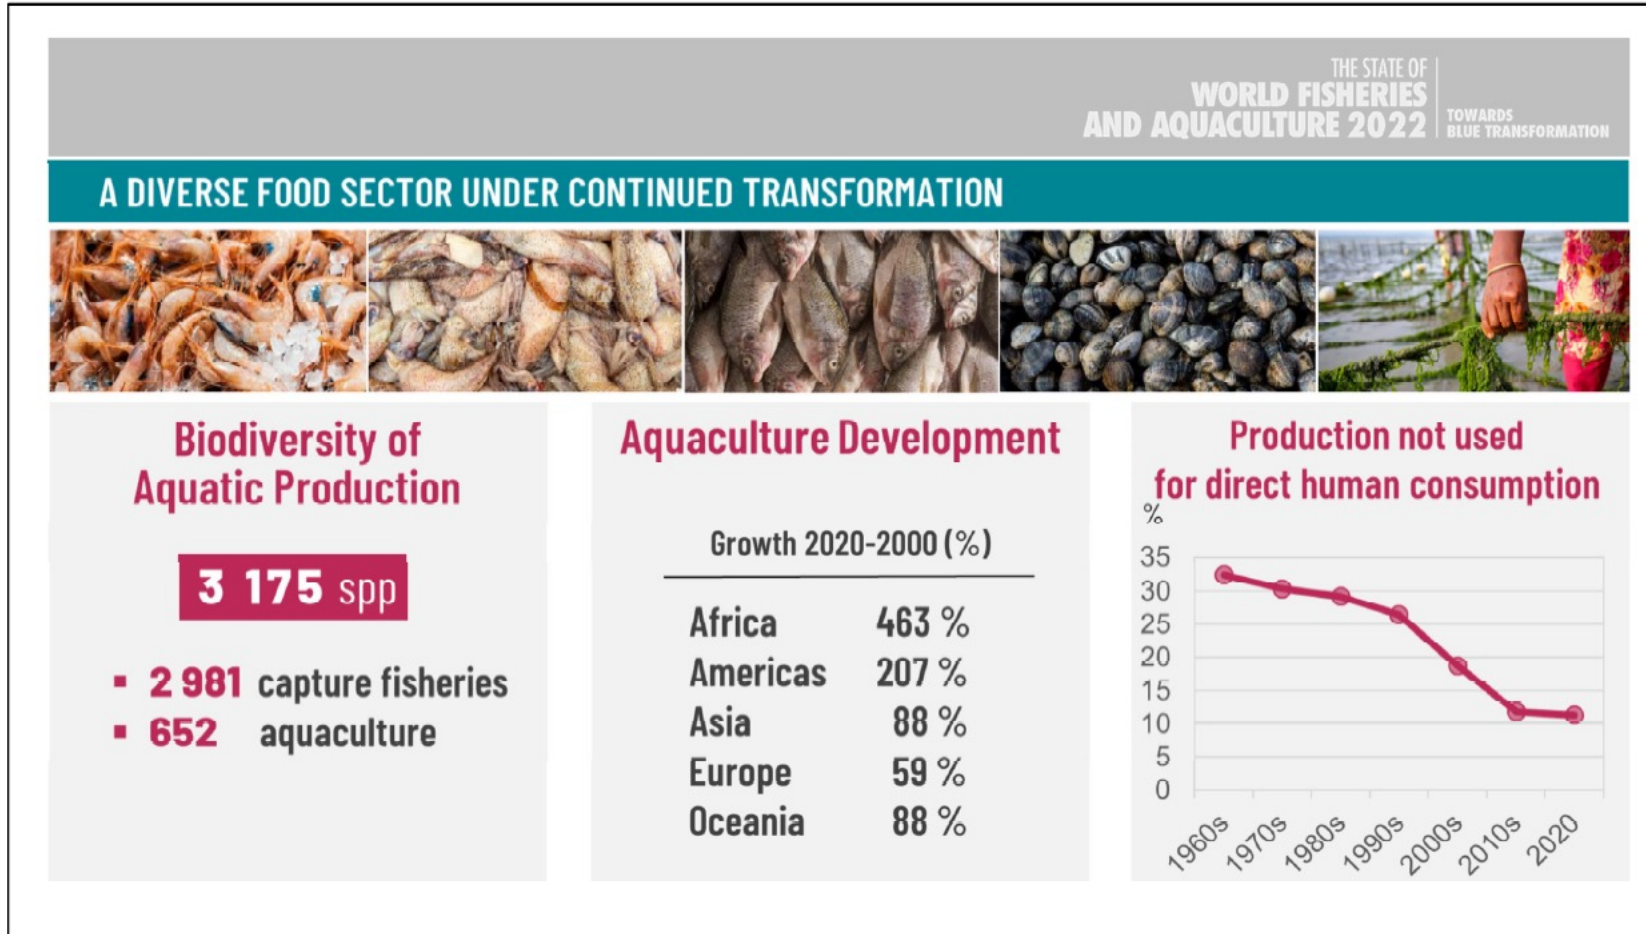 THE STATE OF
WORLD FISHERIES
AND AQUACULTURE 2022
TOWARDS
BLUE TRANSFORMATION
A DIVERSE FOOD SECTOR UNDER CONTINUED TRANSFORMATION
Biodiversity of
Aquatic Production
3 175 spp
▪ 2 981 capture fisheries
▪ 652 aquaculture
Aquaculture Development
Growth 2020-2000 (%)
Africa 463 %
Americas 207 %
Asia 88 %
Europe 59 %
Oceania 88 %
Production not used
for direct human consumption
%
35
30
25
20
15
10
5
0
1960s
1970s
1980s
1990s
2000s
2010s
2020